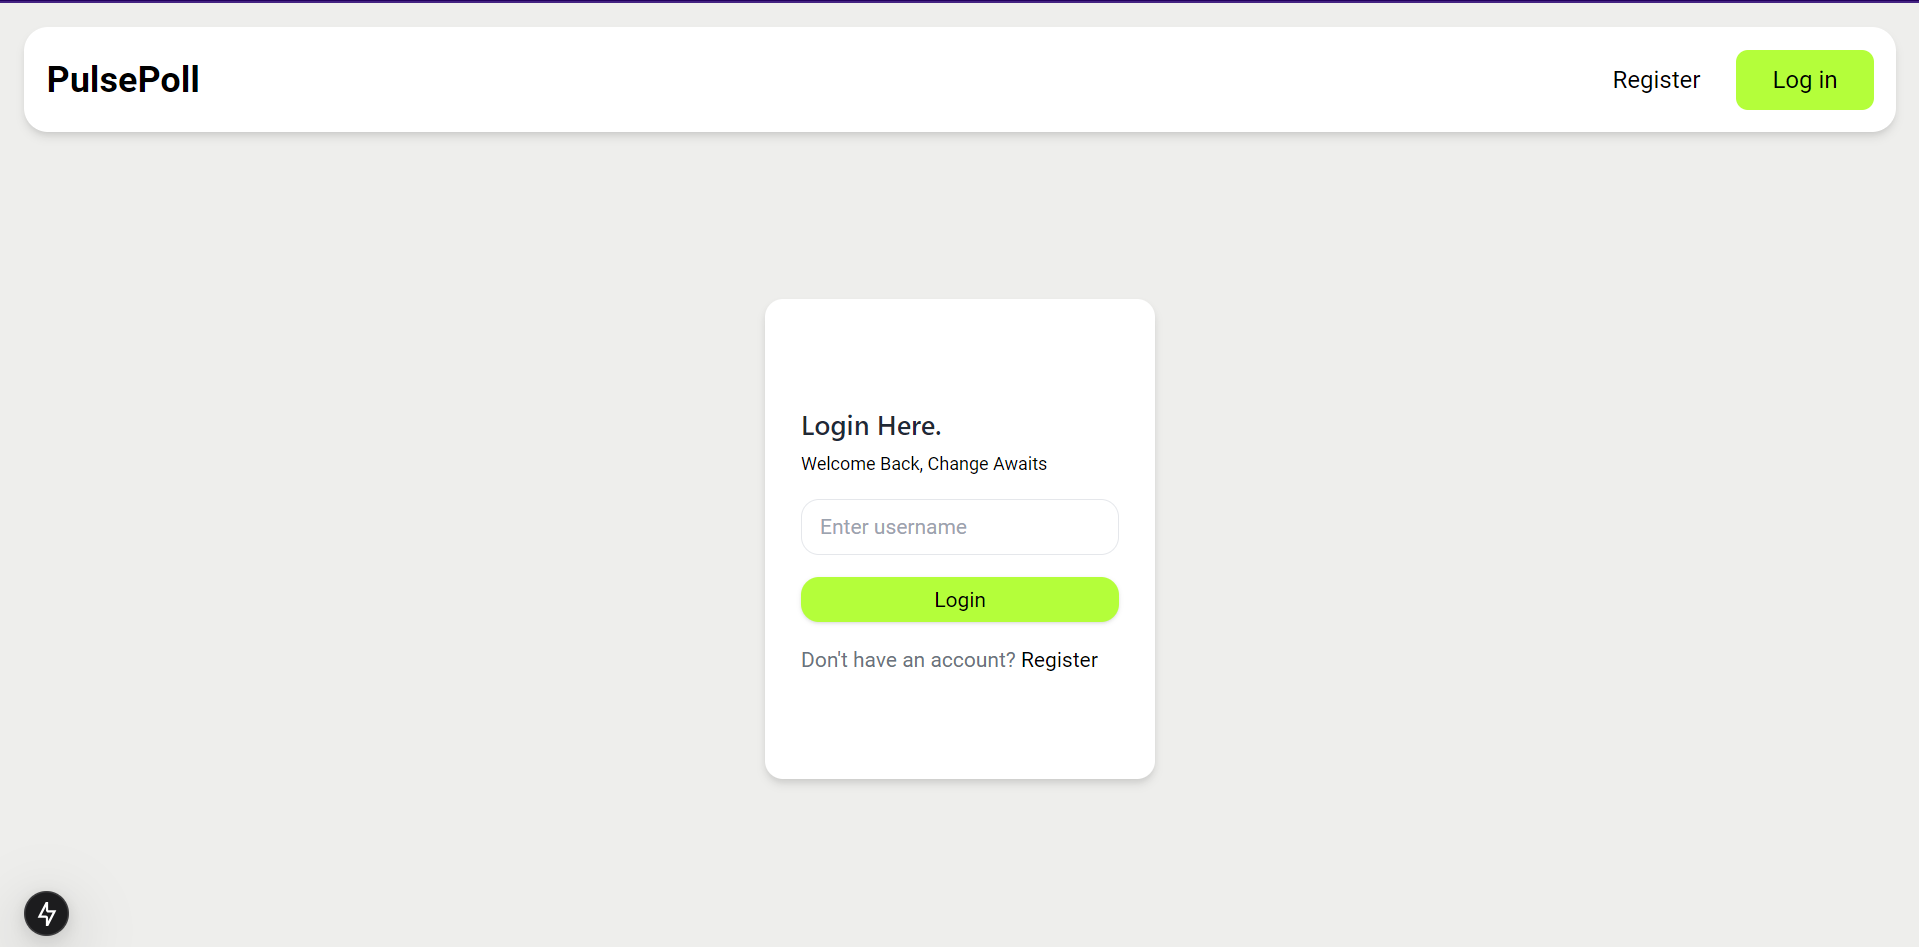 PulsePoll
Register
Log in
Login Here.
Welcome Back, Change Awaits
Enter username
Login
Don't have an account? Register